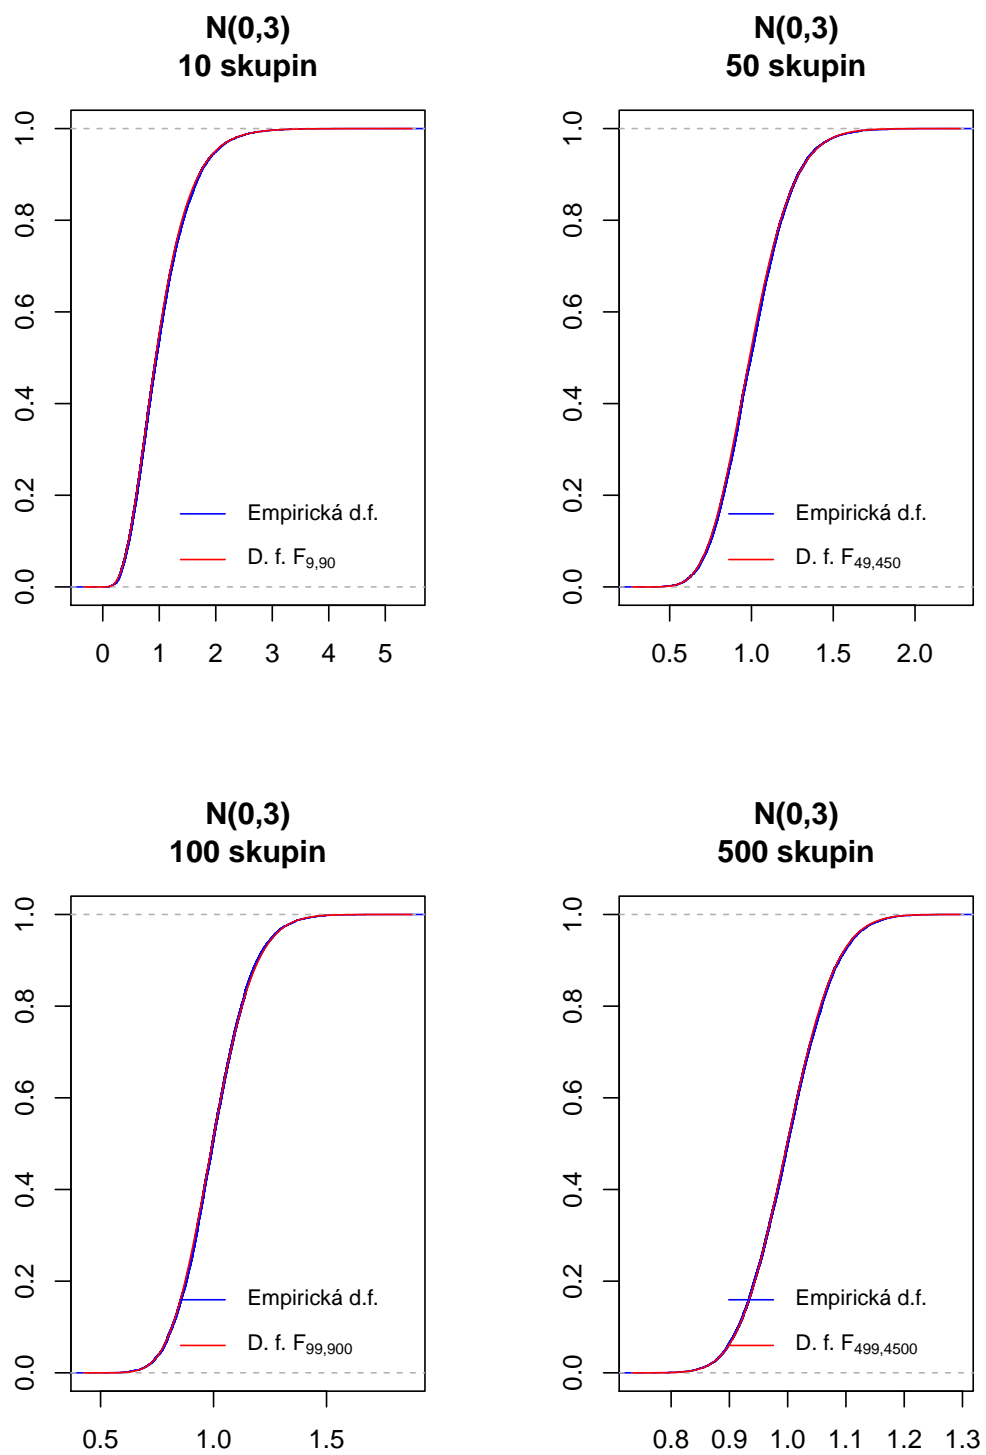 N(0,3)
10 skupin
1.0
0.8
0.6
0.4
0.2
0.0
Empirická d.f.
D. f. F9,90
0 1 2 3 4 5
N(0,3)
50 skupin
1.0
0.8
0.6
0.4
0.2
0.0
Empirická d.f.
D. f. F49,450
0.5 1.0 1.5 2.0
N(0,3)
100 skupin
1.0
0.8
0.6
0.4
0.2
0.0
Empirická d.f.
D. f. F99,900
0.5 1.0 1.5
N(0,3)
500 skupin
1.0
0.8
0.6
0.4
0.2
0.0
Empirická d.f.
D. f. F499,4500
0.8 0.9 1.0 1.1 1.2 1.3